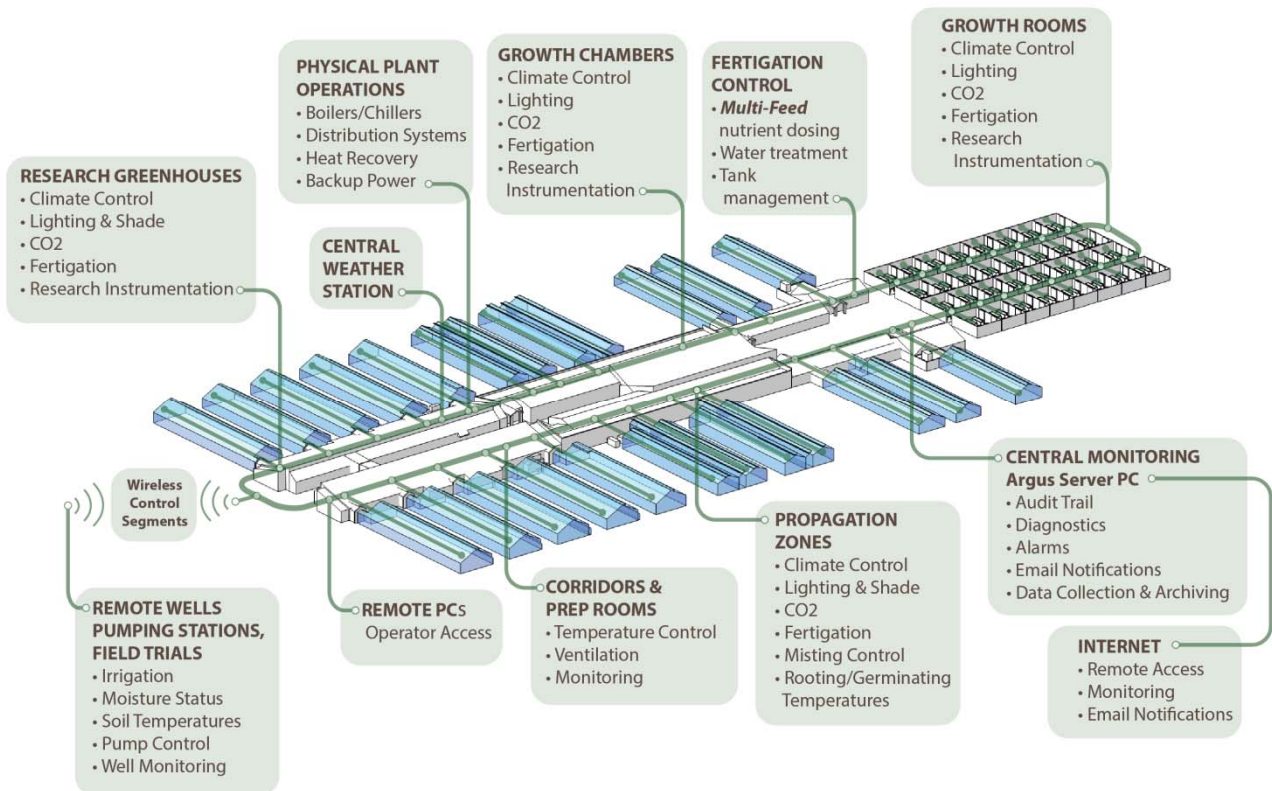 GROWTH ROOMS
• Climate Control
• Lighting
• CO2
• Fertigation
• Research
Instrumentation
GROWTH CHAMBERS
• Climate Control
• Lighting
• CO2
• Fertigation
• Research
Instrumentation
FERTIGATION
CONTROL
• Multi-Feed
nutrient dosing
• Water treatment
• Tank
management
PHYSICAL PLANT
OPERATIONS
• Boilers/Chillers
• Distribution Systems
• Heat Recovery
• Backup Power
RESEARCH GREENHOUSES
• Climate Control
• Lighting & Shade
• CO2
• Fertigation
• Research Instrumentation
CENTRAL
WEATHER
STATION
Wireless
Control
Segments
CENTRAL MONITORING
Argus Server PC
• Audit Trail
• Diagnostics
• Alarms
• Email Notifications
• Data Collection & Archiving
PROPAGATION
ZONES
• Climate Control
• Lighting & Shade
• CO2
• Fertigation
• Misting Control
• Rooting/Germinating
Temperatures
CORRIDORS &
PREP ROOMS
• Temperature Control
• Ventilation
• Monitoring
REMOTE PCs
Operator Access
REMOTE WELLS
PUMPING STATIONS,
FIELD TRIALS
• Irrigation
• Moisture Status
• Soil Temperatures
• Pump Control
• Well Monitoring
INTERNET
• Remote Access
• Monitoring
• Email Notifications